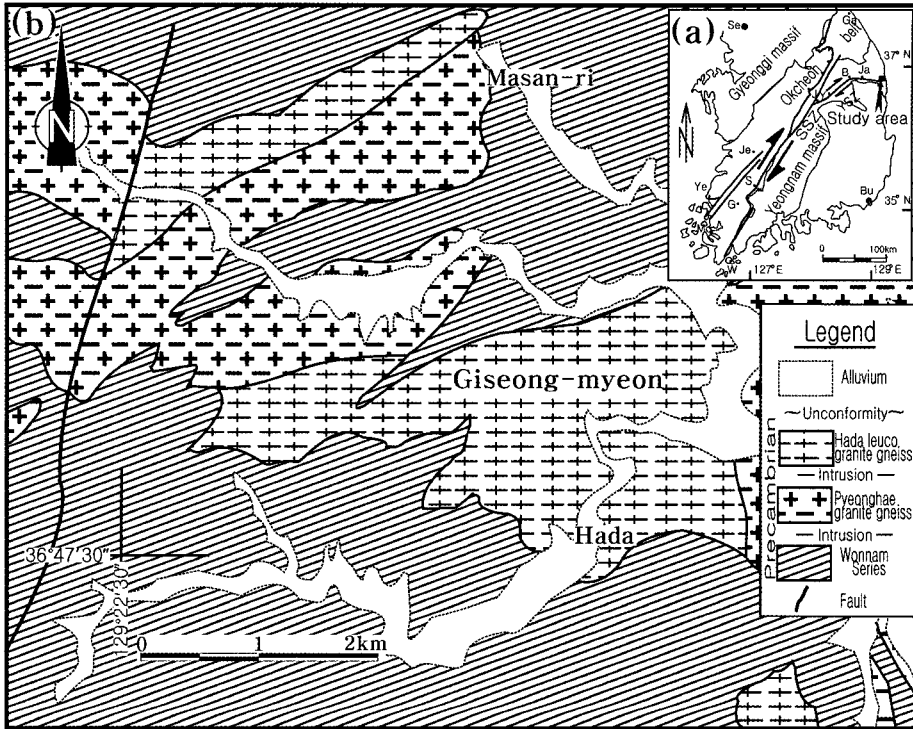 (b)
N
Masan-ri
Giseong-myeon
Hada
36°47′30″
129°22′30″
0 1 2km
(a)
Se
Gyeonggi massif
Okcheon
belt
37° N
B
Ja
SSZ
Study area
Je
Yeongnam massif
Ye
S
G
Bu
35° N
W
0 100km
127° E
129° E
Legend
Alluvium
Unconformity
Precambrian
Hada leuco
granite gneiss
Intrusion
Pyeonghae
granite gneiss
Intrusion
Wonnam
Series
Fault